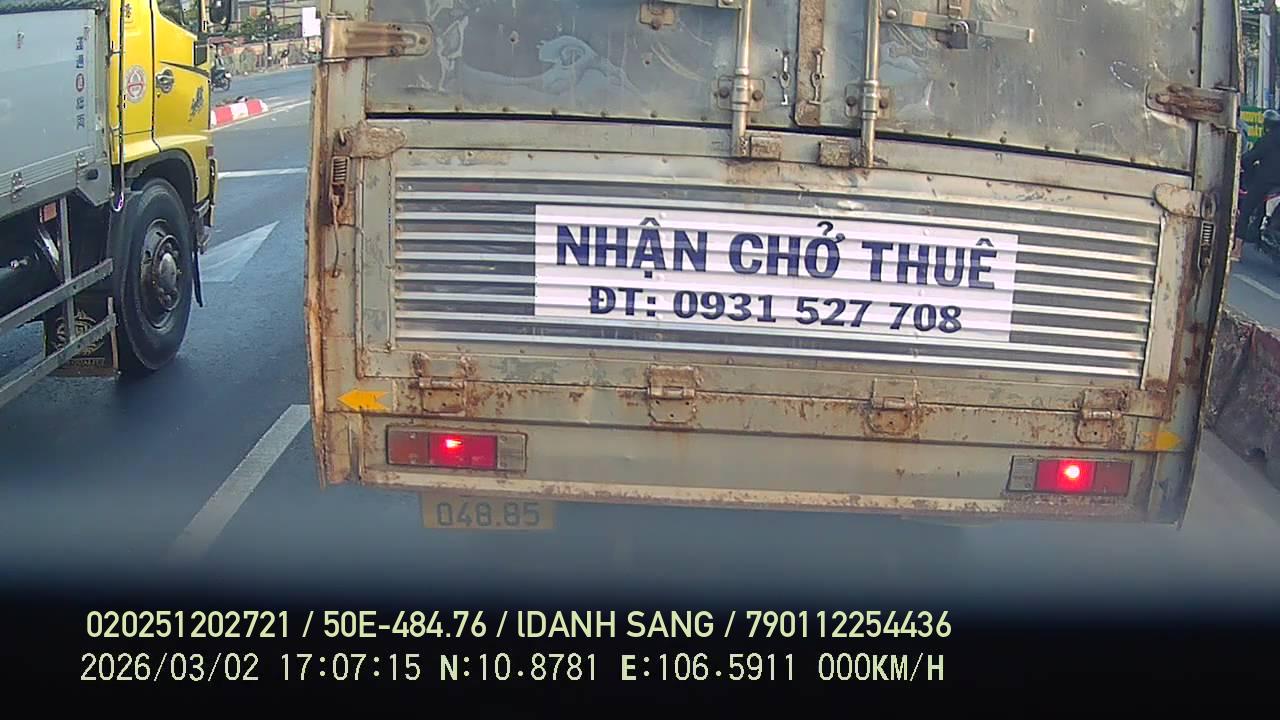 NHẬN CHỞ THUÊ
ĐT: 0931 527 708
048.85
020251202721 / 50E-484.76 / lDANH SANG / 790112254436
2026/03/02 17:07:15 N:10.8781 E:106.5911 000KM/H